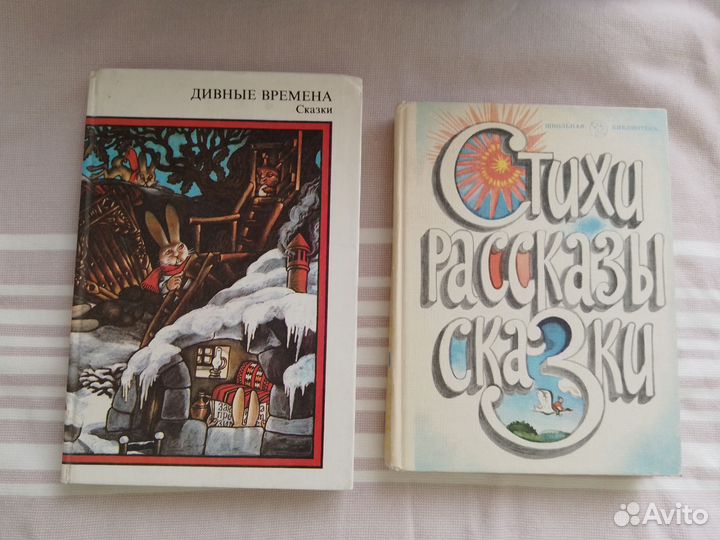 ДИВНЫЕ ВРЕМЕНА
Сказки
ШКОЛЬНАЯ БИБЛИОТЕКА
Стихи
рассказы
сказки
Avito